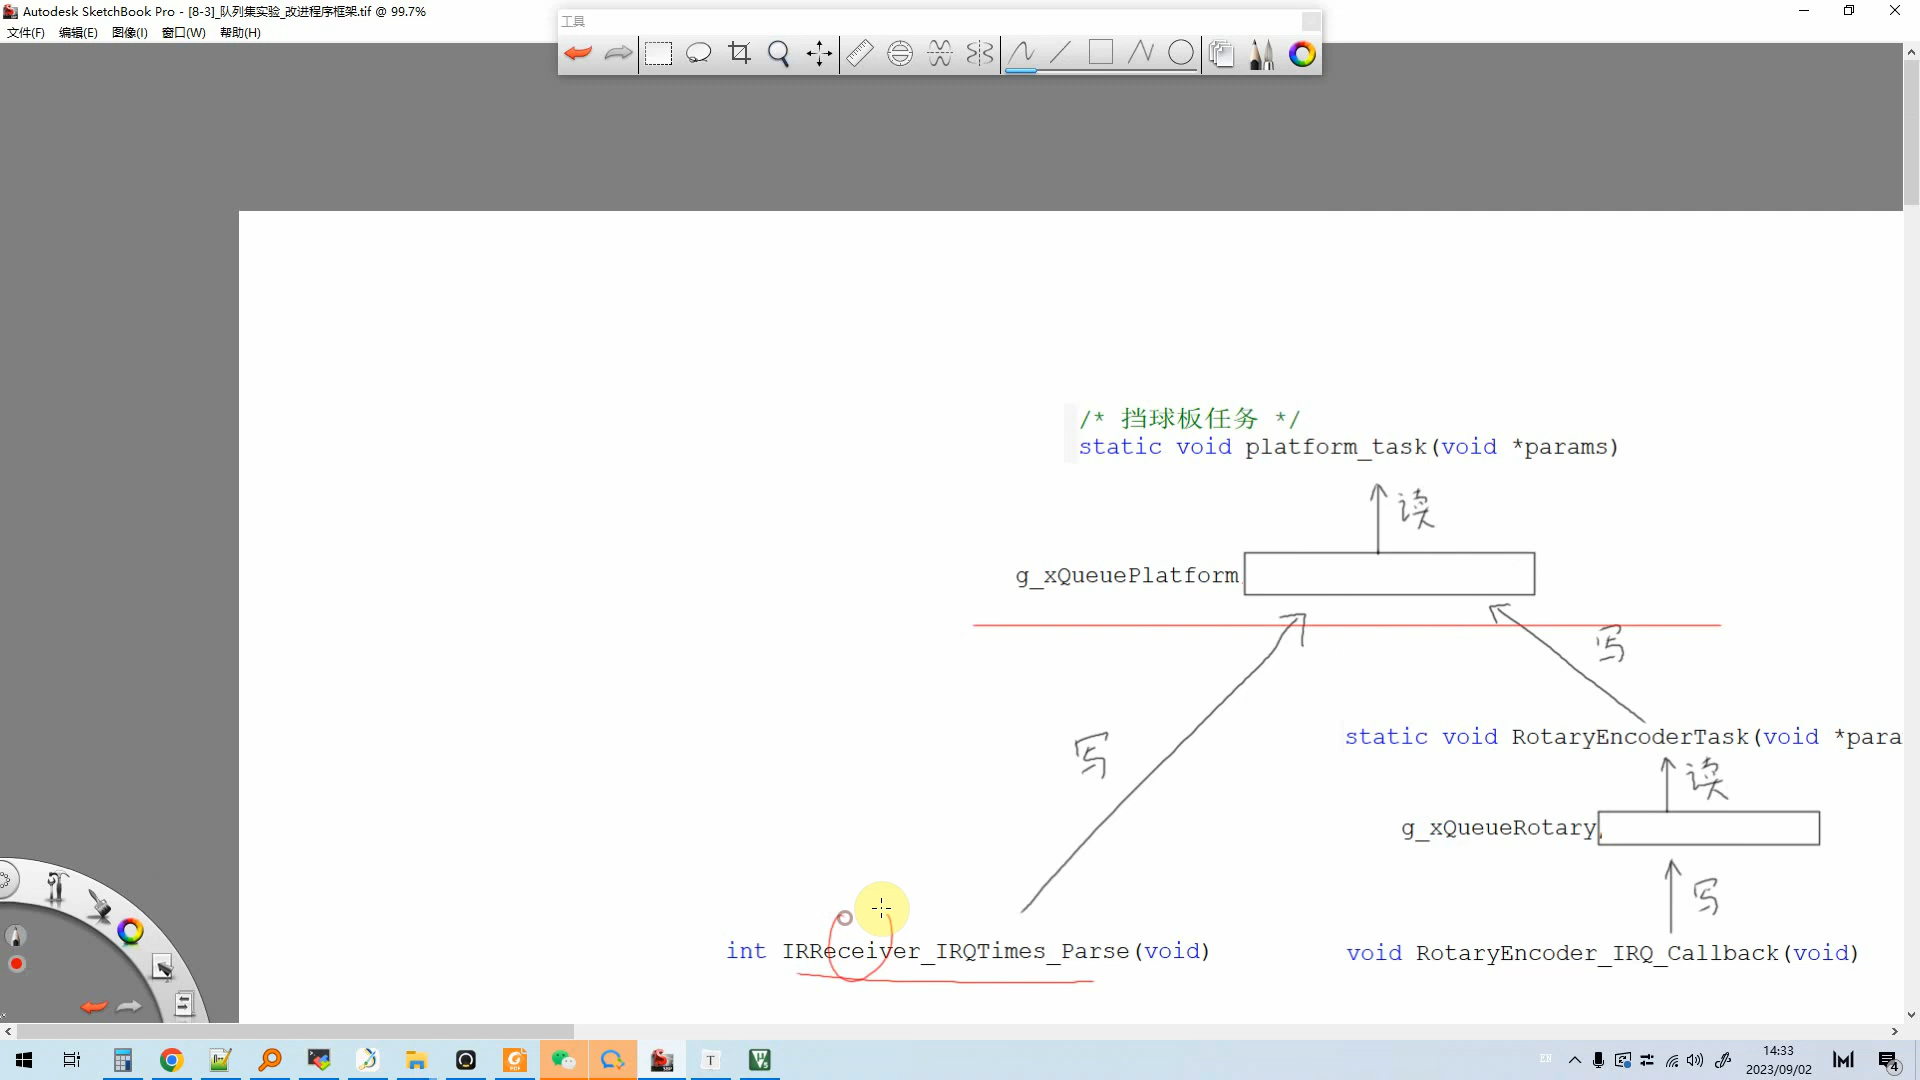 Autodesk SketchBook Pro - [8-3]_队列集实验_改进程序框架.tif @ 99.7%
文件(F) 编辑(E) 图像(I) 窗口(W) 帮助(H)
工具
/* 挡球板任务 */
static void platform_task(void *params)
读
g_xQueuePlatform
写
写
static void RotaryEncoderTask(void *para
读
g_xQueueRotary
写
int IRReceiver_IRQTimes_Parse(void)
void RotaryEncoder_IRQ_Callback(void)
EN
14:33
2023/09/02
4